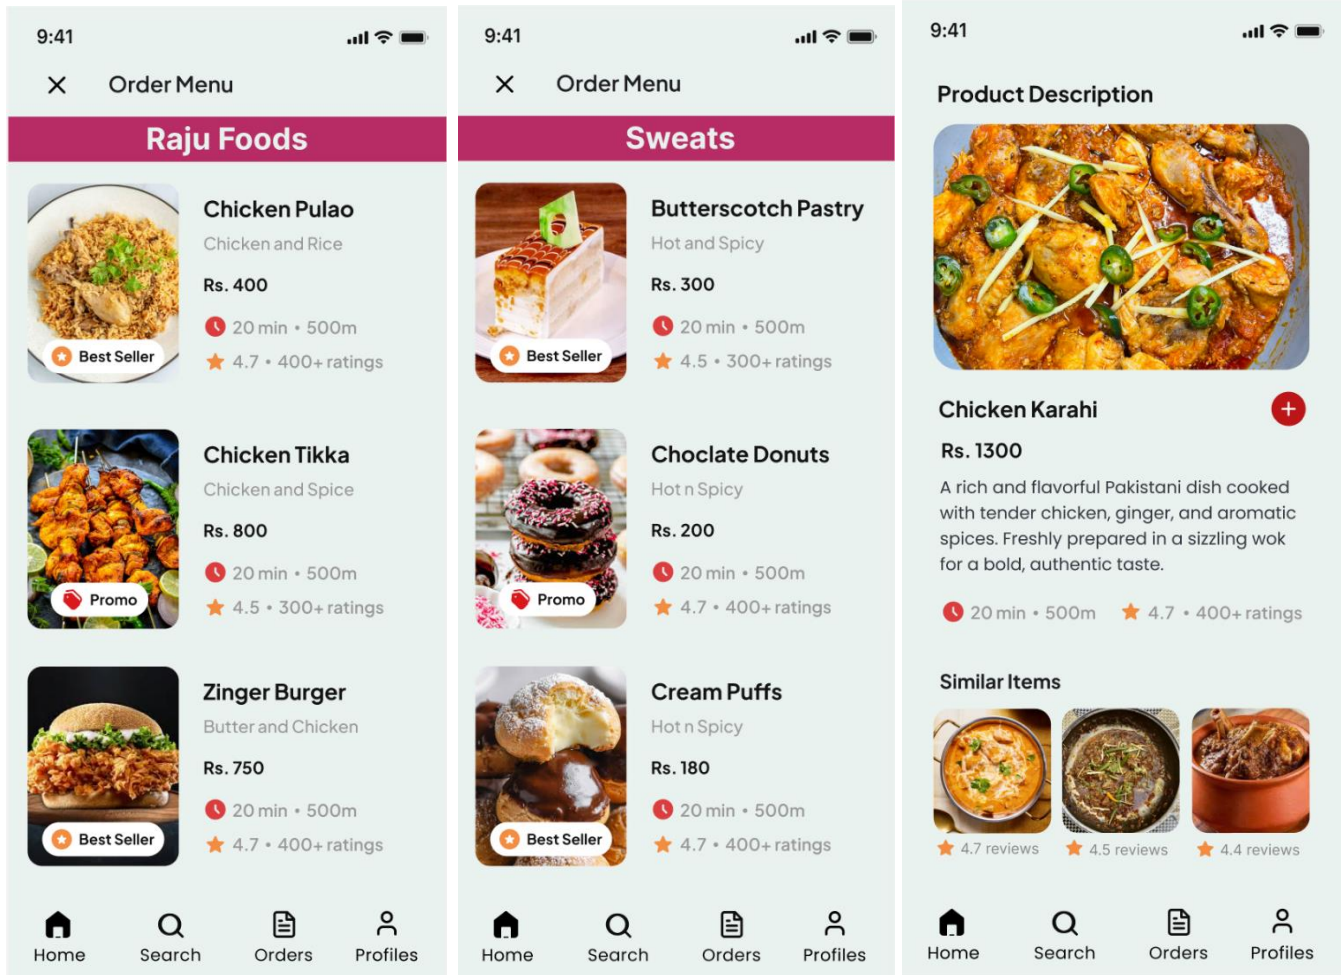 9:41
Order Menu
Raju Foods
Chicken Pulao
Chicken and Rice
Rs. 400
20 min • 500m
4.7 • 400+ ratings
Best Seller
Chicken Tikka
Chicken and Spice
Rs. 800
20 min • 500m
4.5 • 300+ ratings
Promo
Zinger Burger
Butter and Chicken
Rs. 750
20 min • 500m
4.7 • 400+ ratings
Best Seller
Home Search Orders Profiles
9:41
Order Menu
Sweats
Butterscotch Pastry
Hot and Spicy
Rs. 300
20 min • 500m
4.5 • 300+ ratings
Best Seller
Choclate Donuts
Hot n Spicy
Rs. 200
20 min • 500m
4.7 • 400+ ratings
Promo
Cream Puffs
Hot n Spicy
Rs. 180
20 min • 500m
4.7 • 400+ ratings
Best Seller
Home Search Orders Profiles
9:41
Product Description
Chicken Karahi
Rs. 1300
A rich and flavorful Pakistani dish cooked
with tender chicken, ginger, and aromatic
spices. Freshly prepared in a sizzling wok
for a bold, authentic taste.
20 min • 500m 4.7 • 400+ ratings
Similar Items
4.7 reviews 4.5 reviews 4.4 reviews
Home Search Orders Profiles